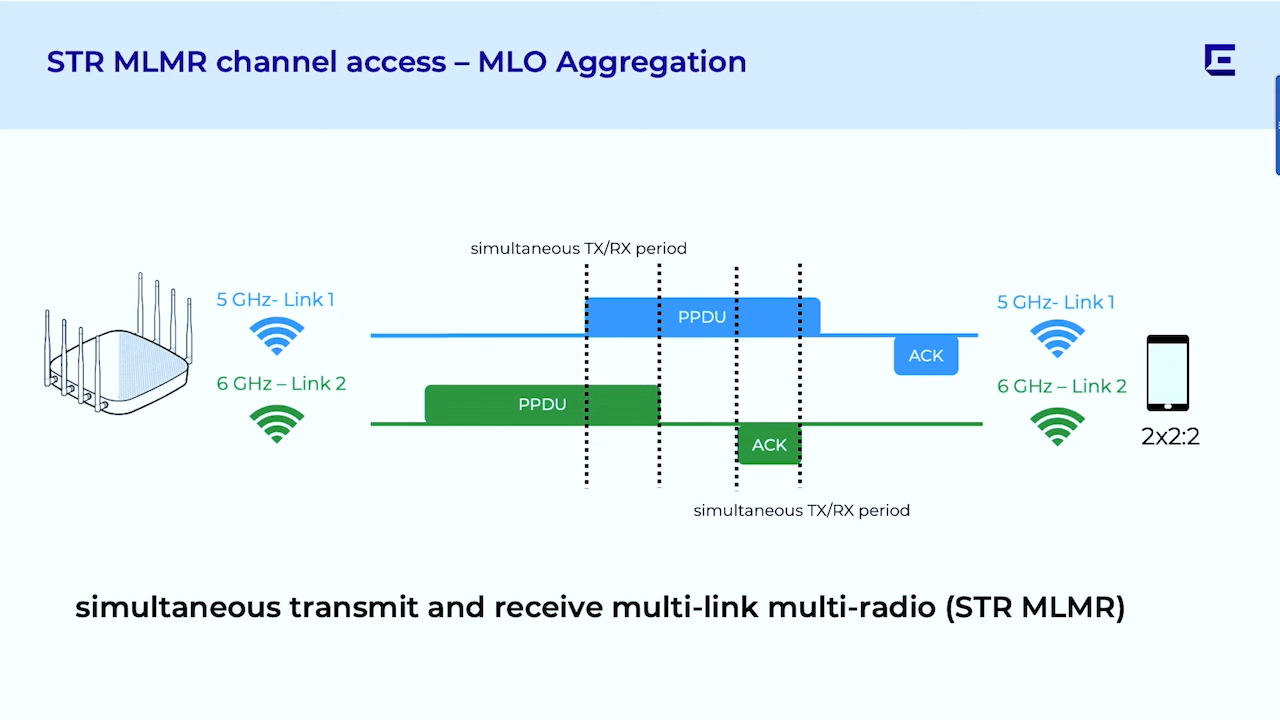 STR MLMR channel access – MLO Aggregation
simultaneous TX/RX period
5 GHz- Link 1
PPDU
5 GHz- Link 1
ACK
6 GHz – Link 2
PPDU
6 GHz – Link 2
ACK
2x2:2
simultaneous TX/RX period
simultaneous transmit and receive multi-link multi-radio (STR MLMR)